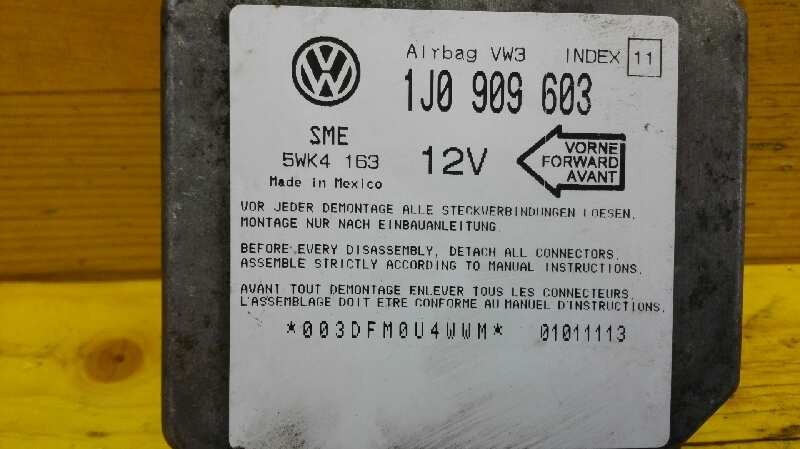 Airbag VW3 INDEX 11
1J0 909 603
SME
5WK4 163
Made in Mexico
12V
VORNE
FORWARD
AVANT
VOR JEDER DEMONTAGE ALLE STECKVERBINDUNGEN LOESEN.
MONTAGE NUR NACH EINBAUANLEITUNG.
BEFORE EVERY DISASSEMBLY, DETACH ALL CONNECTORS.
ASSEMBLE STRICTLY ACCORDING TO MANUAL INSTRUCTIONS.
AVANT TOUT DEMONTAGE ENLEVER TOUS LES CONNECTEURS.
L'ASSEMBLAGE DOIT ETRE CONFORME AU MANUEL D'INSTRUCTIONS.
*003DFM0U4WWM* 01011113